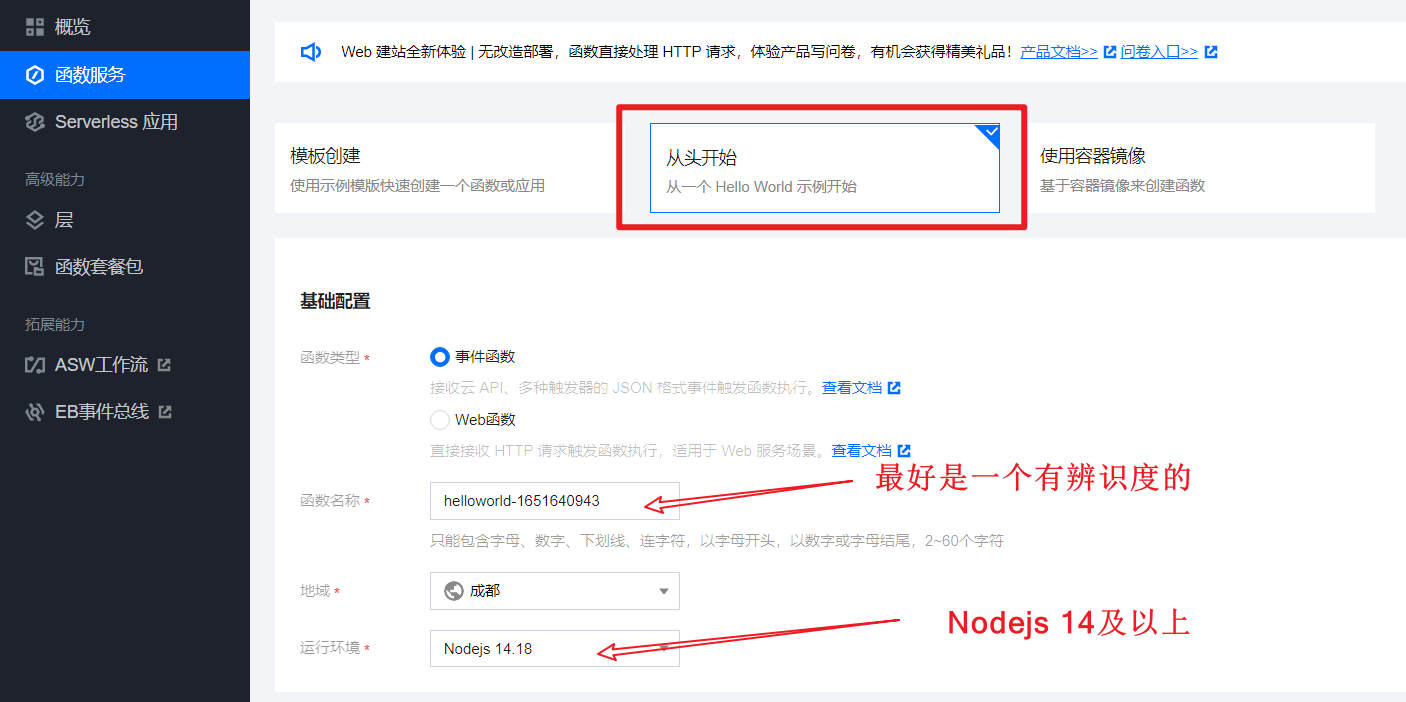 概览
函数服务
Serverless 应用
高级能力
层
函数套餐包
拓展能力
ASW工作流
EB事件总线
Web 建站全新体验 | 无改造部署，函数直接处理 HTTP 请求，体验产品写问卷，有机会获得精美礼品！ 产品文档>> 问卷入口>>
模板创建
使用示例模版快速创建一个函数或应用
从头开始
从一个 Hello World 示例开始
使用容器镜像
基于容器镜像来创建函数
基础配置
函数类型 * 事件函数
接收云 API、多种触发器的 JSON 格式事件触发函数执行。查看文档
Web函数
直接接收 HTTP 请求触发函数执行，适用于 Web 服务场景。查看文档
最好是一个有辨识度的
函数名称 * helloworld-1651640943
只能包含字母、数字、下划线、连字符，以字母开头，以数字或字母结尾，2~60个字符
地域 * 成都
Nodejs 14及以上
运行环境 * Nodejs 14.18